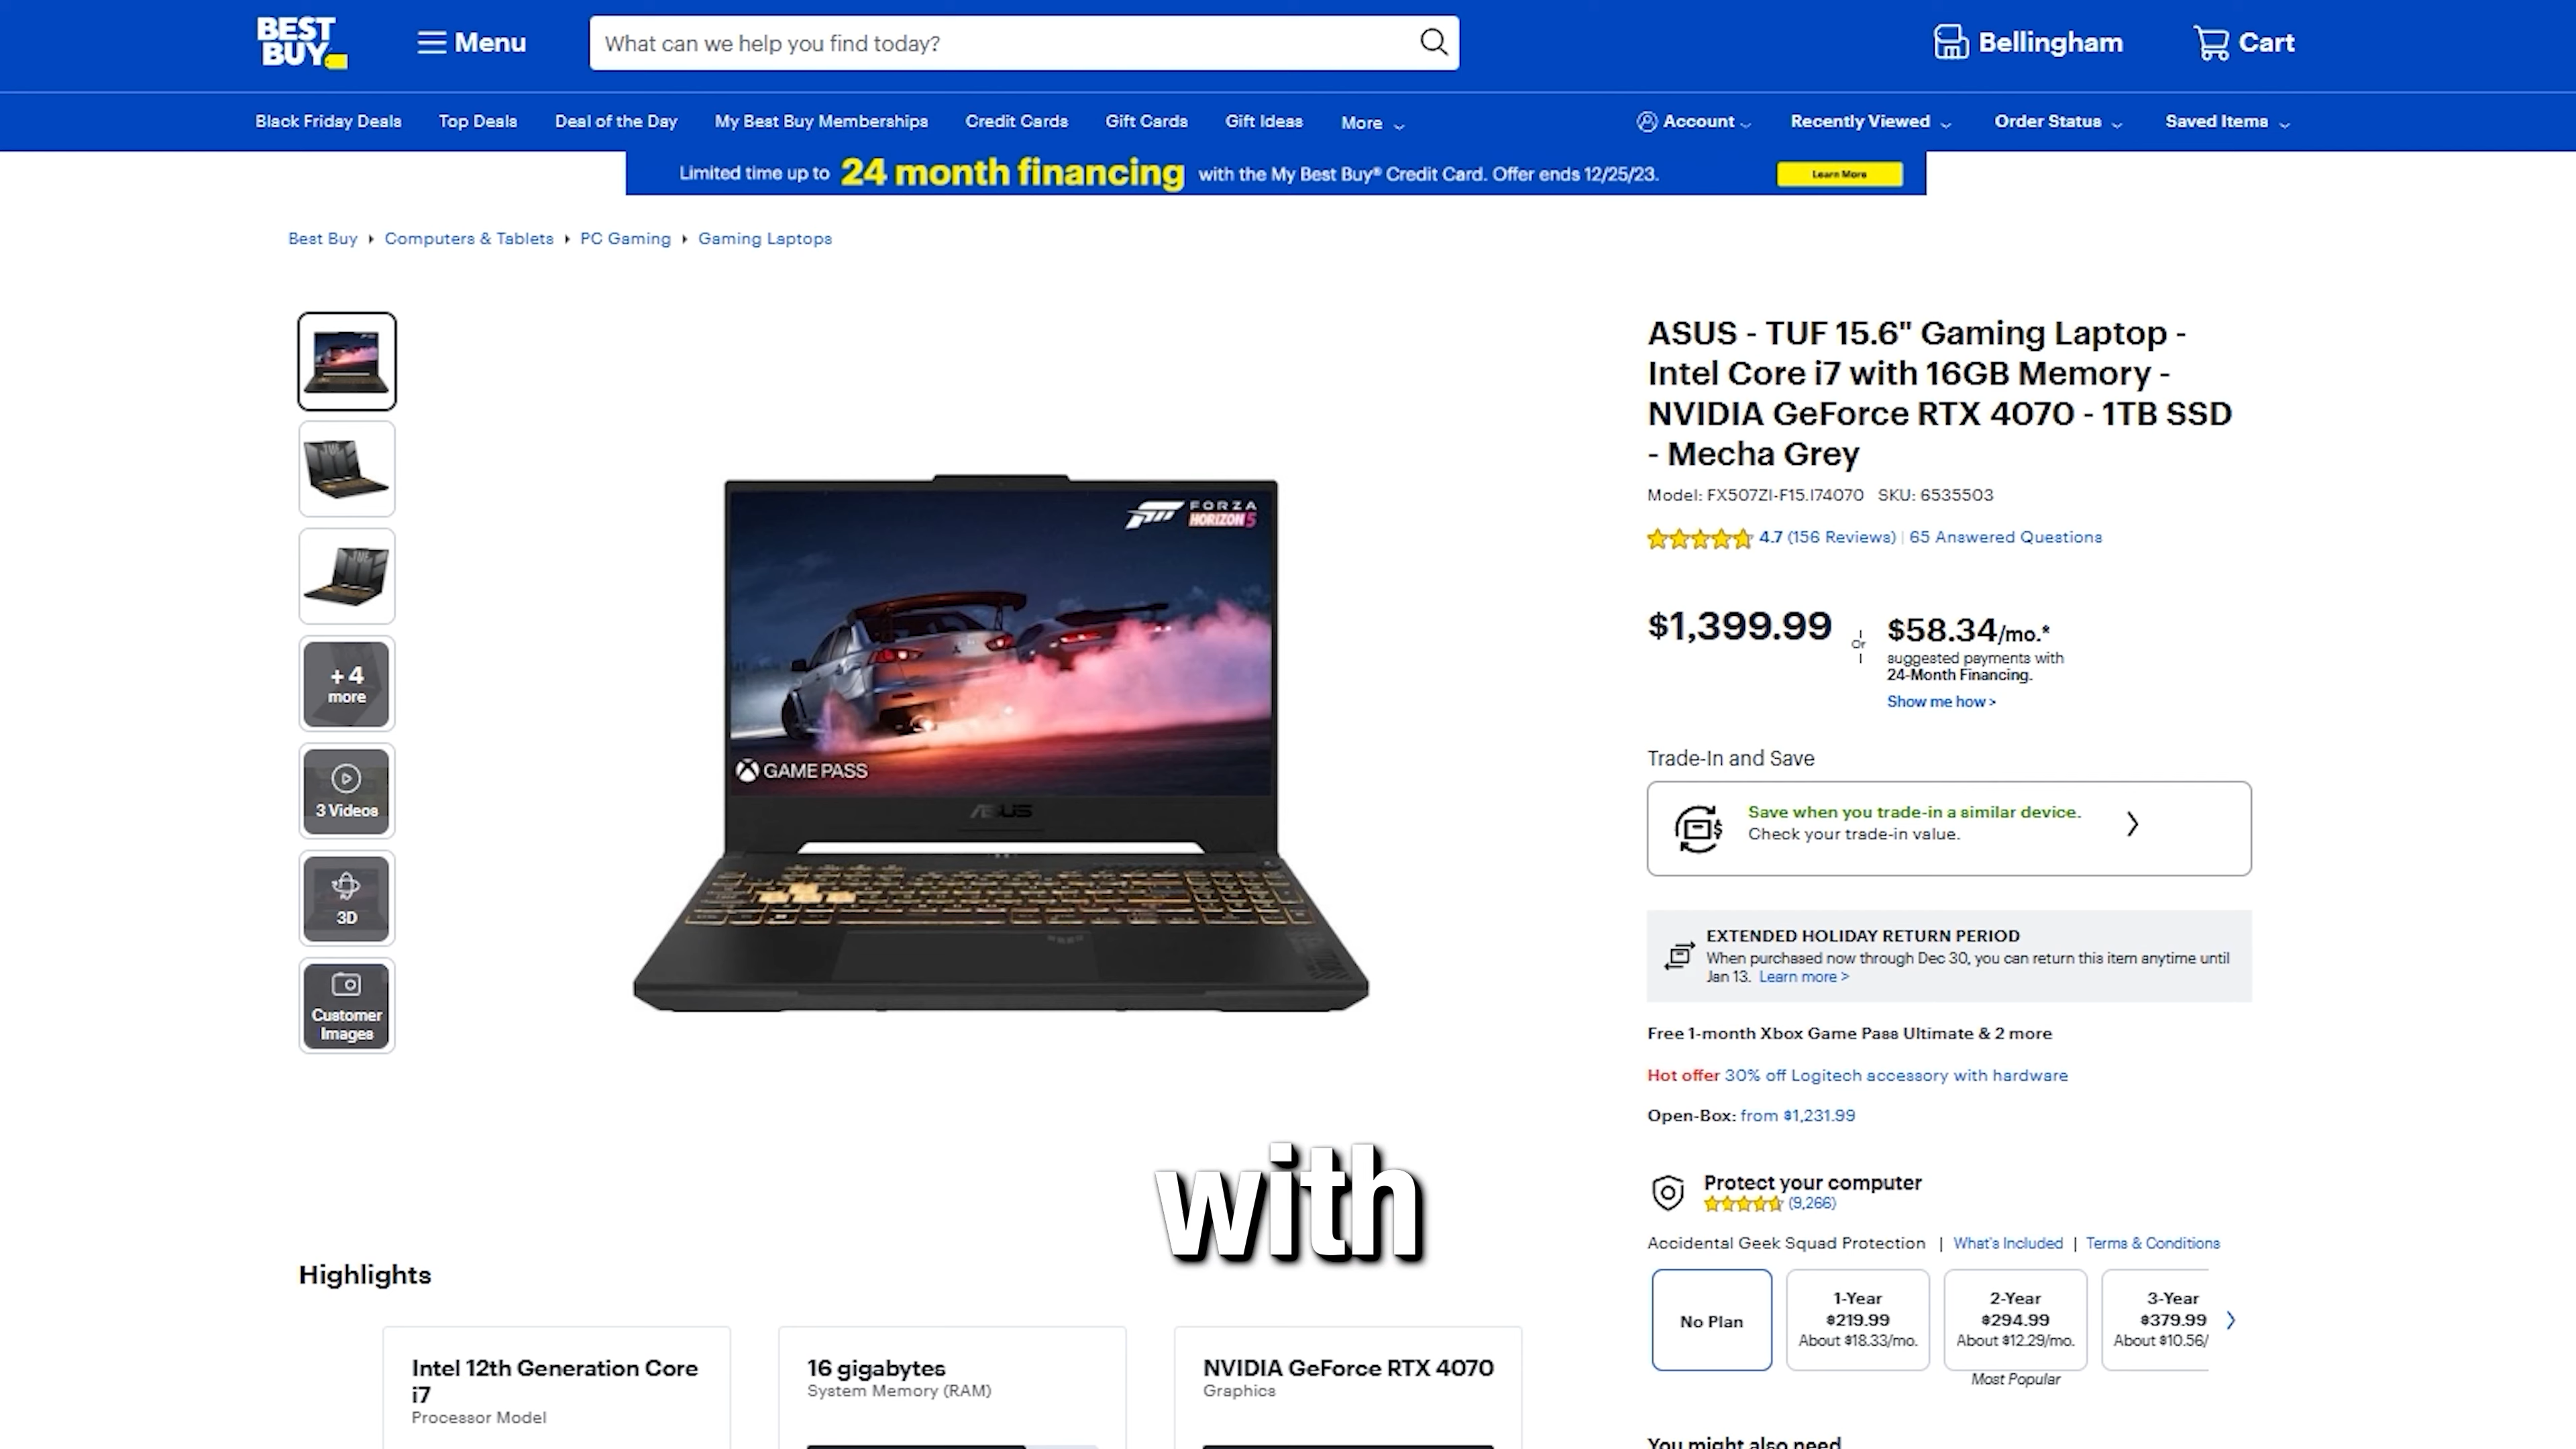 BEST BUY
Menu
What can we help you find today?
Bellingham
Cart
Black Friday Deals
Top Deals
Deal of the Day
My Best Buy Memberships
Credit Cards
Gift Cards
Gift Ideas
More
Account
Recently Viewed
Order Status
Saved Items
Limited time up to 24 month financing with the My Best Buy® Credit Card. Offer ends 12/25/23.
Learn More
Best Buy
Computers & Tablets
PC Gaming
Gaming Laptops
+ 4
more
3 Videos
3D
Customer
Images
FORZA
HORIZON 5
GAME PASS
ASUS
ASUS - TUF 15.6" Gaming Laptop -
Intel Core i7 with 16GB Memory -
NVIDIA GeForce RTX 4070 - 1TB SSD
- Mecha Grey
Model: FX507ZI-F15.I74070 SKU: 6535503
4.7 (156 Reviews) | 65 Answered Questions
$1,399.99
Or
$58.34/mo.*
suggested payments with
24-Month Financing.
Show me how >
Trade-In and Save
Save when you trade-in a similar device.
Check your trade-in value.
EXTENDED HOLIDAY RETURN PERIOD
When purchased now through Dec 30, you can return this item anytime until
Jan 13. Learn more >
Free 1-month Xbox Game Pass Ultimate & 2 more
Hot offer 30% off Logitech accessory with hardware
Open-Box: from $1,231.99
with
Protect your computer
(9,266)
Accidental Geek Squad Protection | What's Included | Terms & Conditions
No Plan
1-Year
$219.99
About $18.33/mo.
2-Year
$294.99
About $12.29/mo.
Most Popular
3-Year
$379.99
About $10.56/
Highlights
Intel 12th Generation Core
i7
Processor Model
16 gigabytes
System Memory (RAM)
NVIDIA GeForce RTX 4070
Graphics
You might also need